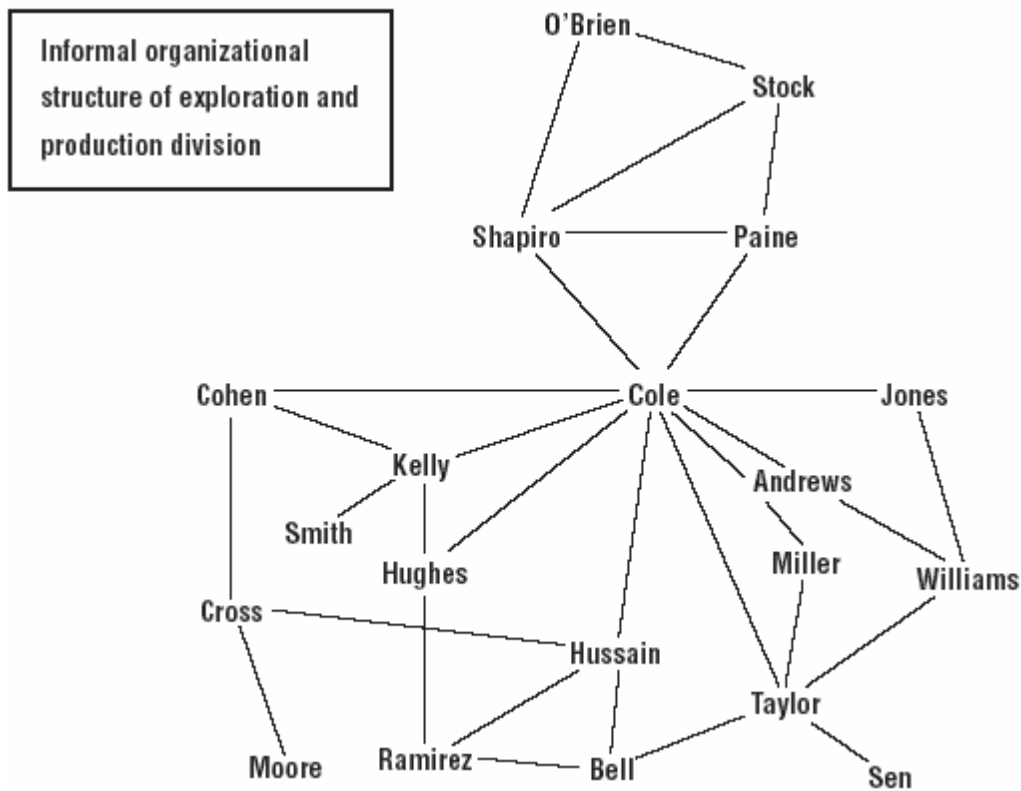 Informal organizational
structure of exploration and
production division
O'Brien
Stock
Shapiro
Paine
Cohen
Cole
Jones
Kelly
Andrews
Smith
Hughes
Miller
Williams
Cross
Hussain
Taylor
Moore
Ramirez
Bell
Sen